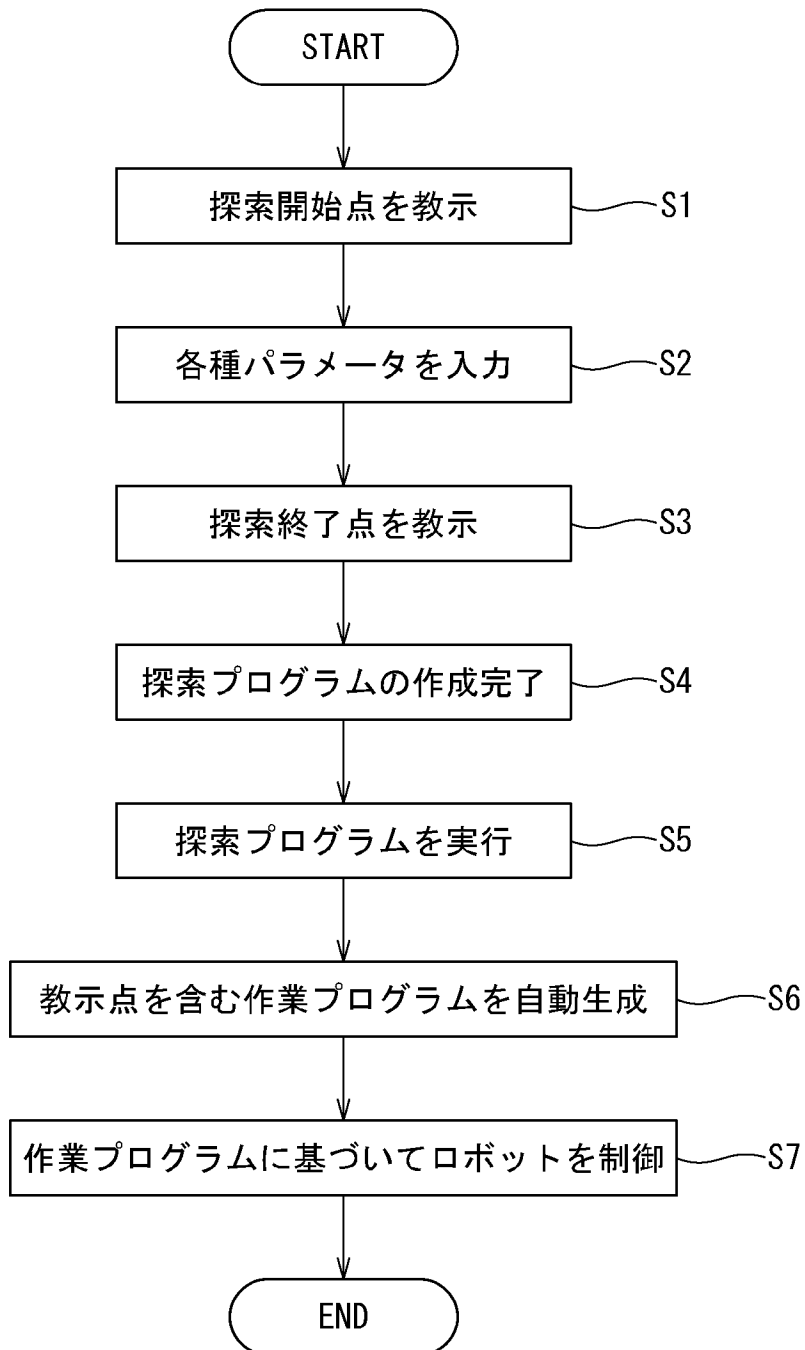 START
探索開始点を教示
S1
各種パラメータを入力
S2
探索終了点を教示
S3
探索プログラムの作成完了
S4
探索プログラムを実行
S5
教示点を含む作業プログラムを自動生成
S6
作業プログラムに基づいてロボットを制御
S7
END